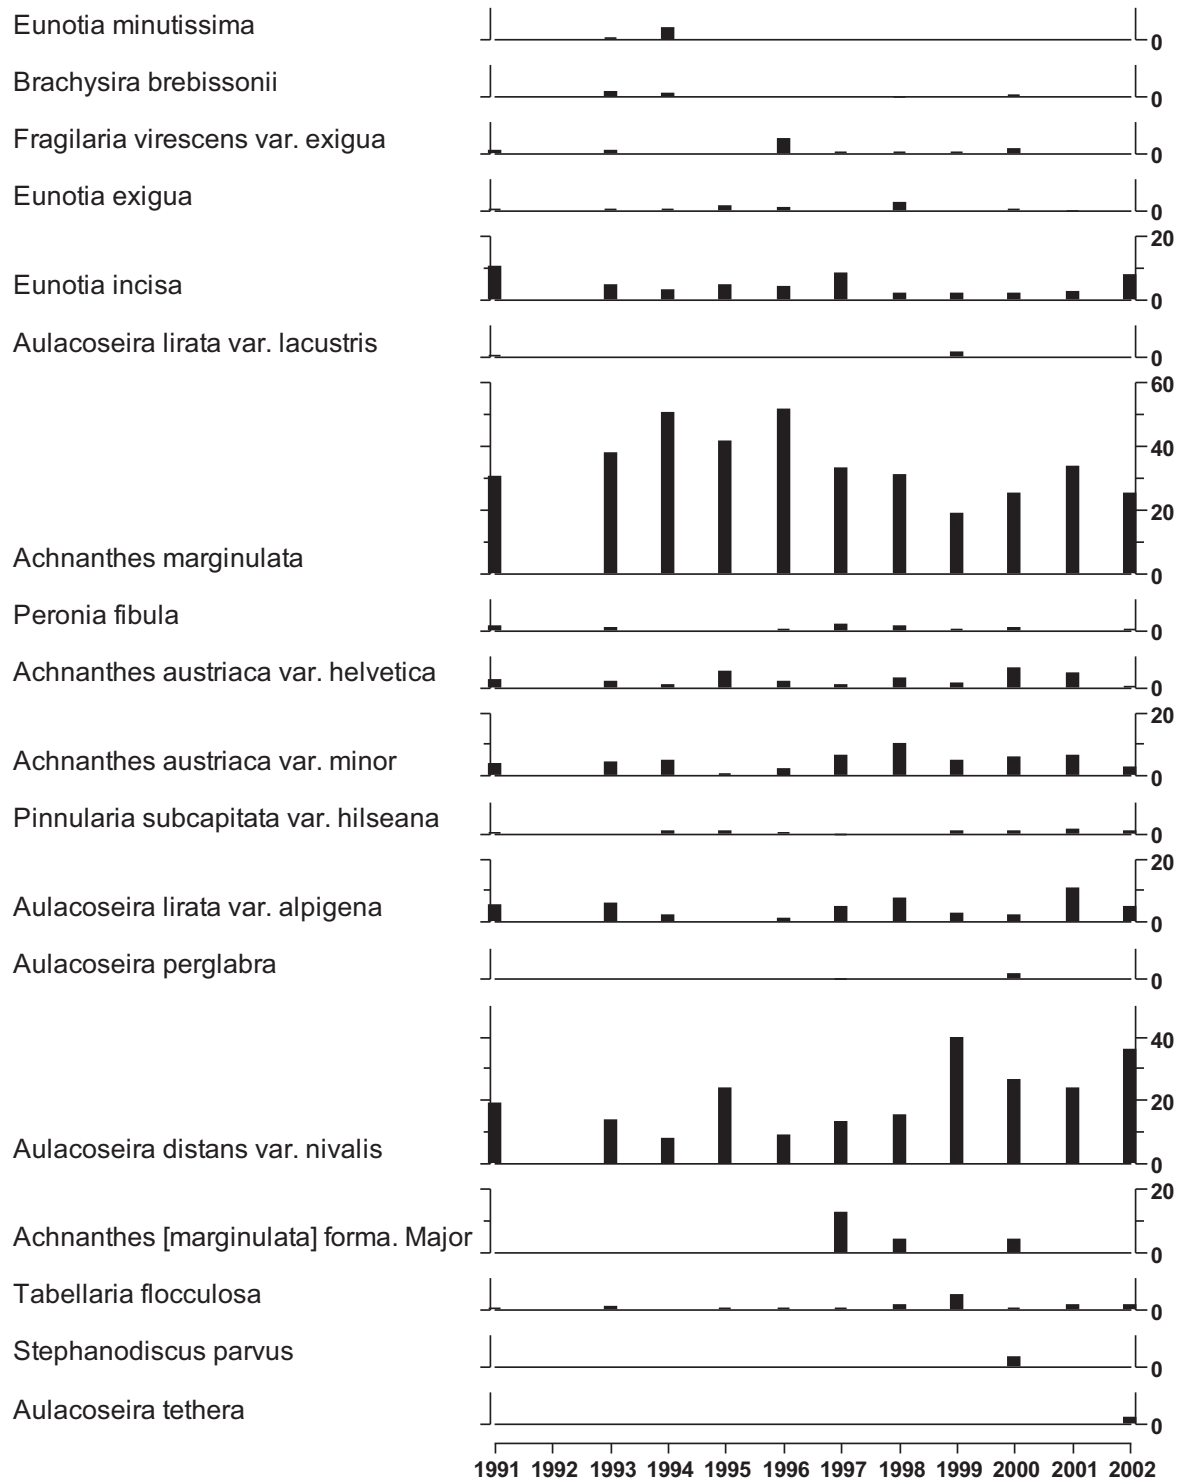 Eunotia minutissima
0
Brachysira brebissonii
0
Fragilaria virescens var. exigua
0
Eunotia exigua
0
20
Eunotia incisa
0
Aulacoseira lirata var. lacustris
0
60
40
20
Achnanthes marginulata
0
Peronia fibula
0
Achnanthes austriaca var. helvetica
0
20
Achnanthes austriaca var. minor
0
Pinnularia subcapitata var. hilseana
0
20
Aulacoseira lirata var. alpigena
0
Aulacoseira perglabra
0
40
20
Aulacoseira distans var. nivalis
0
20
Achnanthes [marginulata] forma. Major
0
Tabellaria flocculosa
0
Stephanodiscus parvus
0
Aulacoseira tethera
0
1991 1992 1993 1994 1995 1996 1997 1998 1999 2000 2001 2002